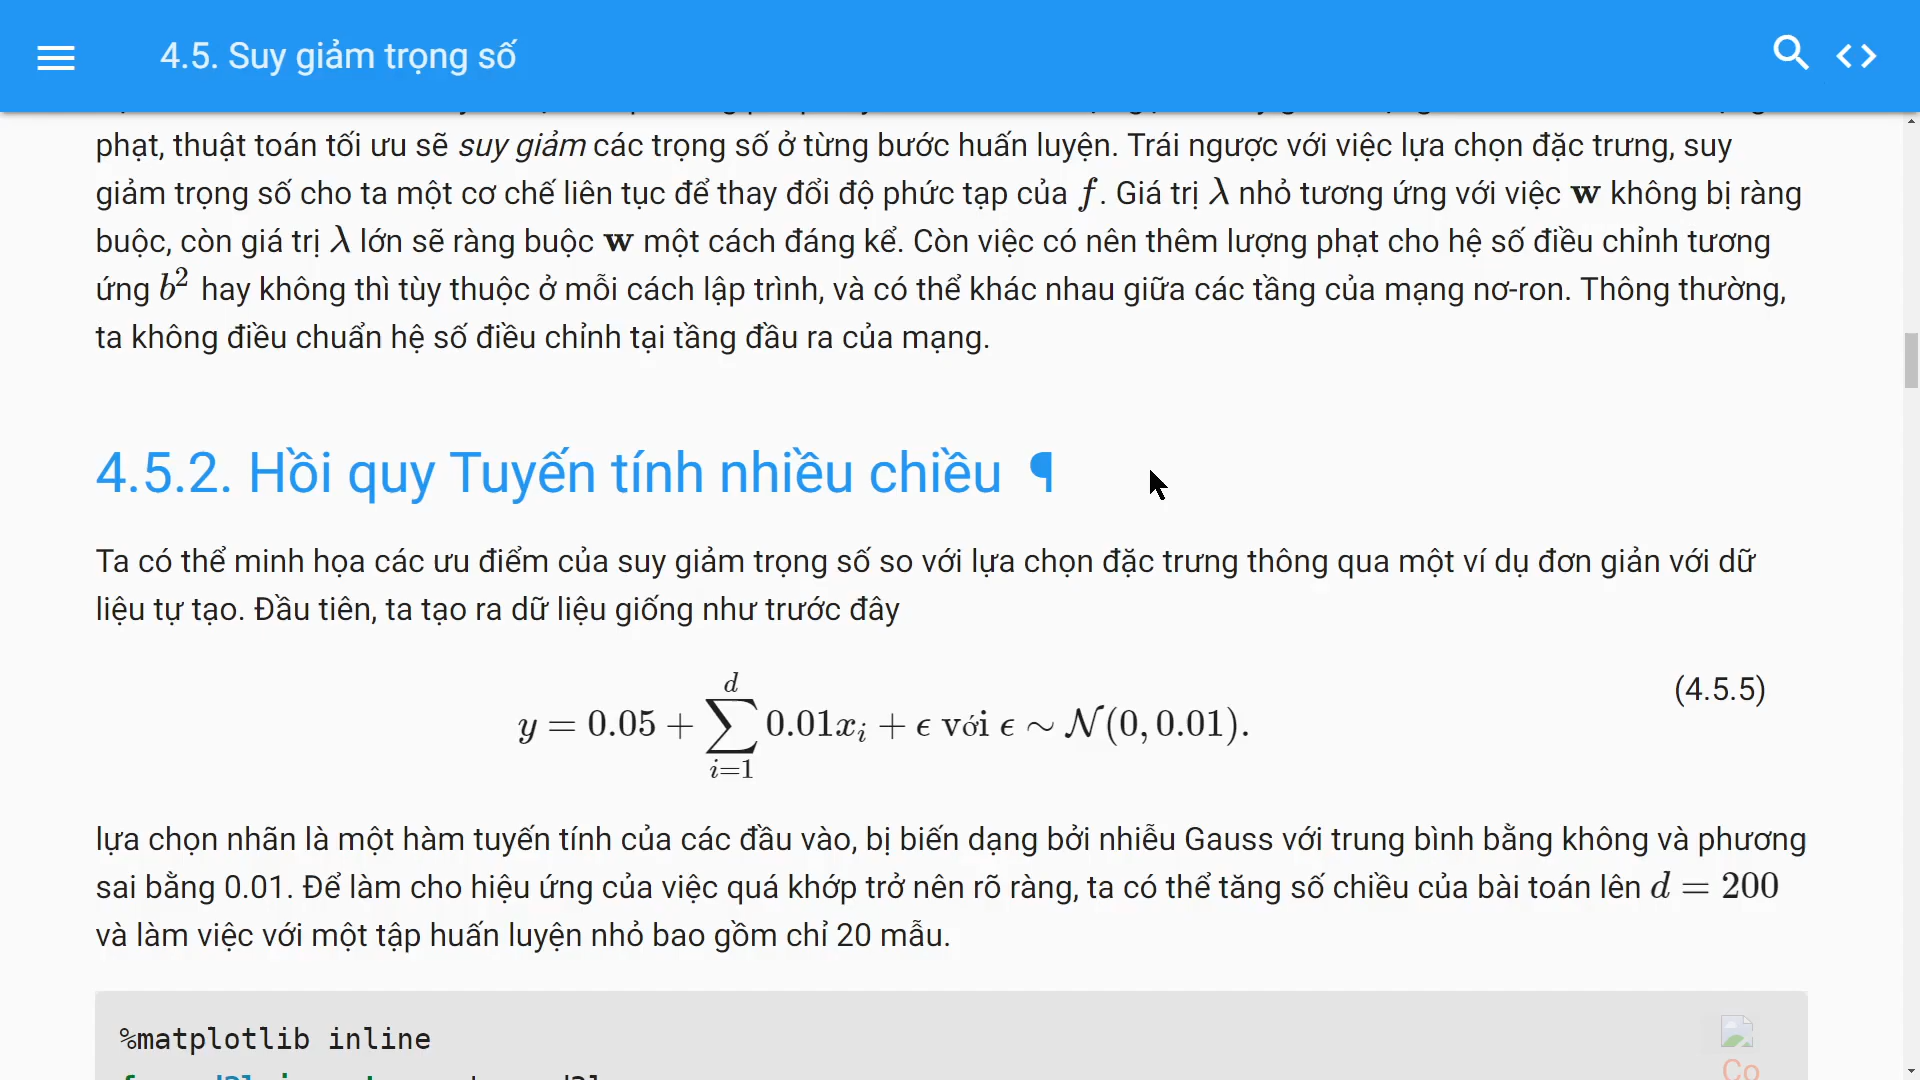 4.5. Suy giảm trọng số
phạt, thuật toán tối ưu sẽ suy giảm các trọng số ở từng bước huấn luyện. Trái ngược với việc lựa chọn đặc trưng, suy
giảm trọng số cho ta một cơ chế liên tục để thay đổi độ phức tạp của f. Giá trị λ nhỏ tương ứng với việc w không bị ràng
buộc, còn giá trị λ lớn sẽ ràng buộc w một cách đáng kể. Còn việc có nên thêm lượng phạt cho hệ số điều chỉnh tương
ứng b² hay không thì tùy thuộc ở mỗi cách lập trình, và có thể khác nhau giữa các tầng của mạng nơ-ron. Thông thường,
ta không điều chuẩn hệ số điều chỉnh tại tầng đầu ra của mạng.
4.5.2. Hồi quy Tuyến tính nhiều chiều ¶
Ta có thể minh họa các ưu điểm của suy giảm trọng số so với lựa chọn đặc trưng thông qua một ví dụ đơn giản với dữ
liệu tự tạo. Đầu tiên, ta tạo ra dữ liệu giống như trước đây
y = 0.05 + ∑_{i=1}^{d} 0.01x_i + ϵ với ϵ ∼ 𝒩(0, 0.01). (4.5.5)
lựa chọn nhãn là một hàm tuyến tính của các đầu vào, bị biến dạng bởi nhiễu Gauss với trung bình bằng không và phương
sai bằng 0.01. Để làm cho hiệu ứng của việc quá khớp trở nên rõ ràng, ta có thể tăng số chiều của bài toán lên d = 200
và làm việc với một tập huấn luyện nhỏ bao gồm chỉ 20 mẫu.
%matplotlib inline
Co